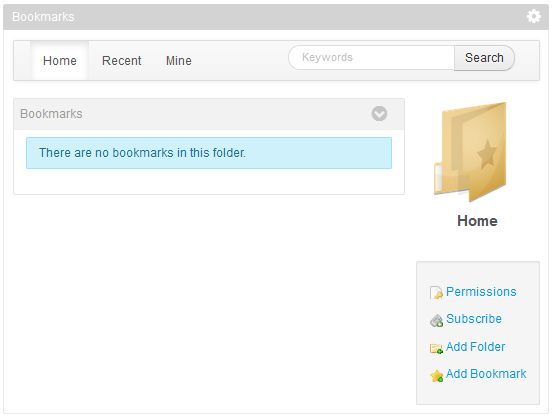 Bookmarks
Home Recent Mine Keywords Search
Bookmarks
There are no bookmarks in this folder.
Home
Permissions
Subscribe
Add Folder
Add Bookmark